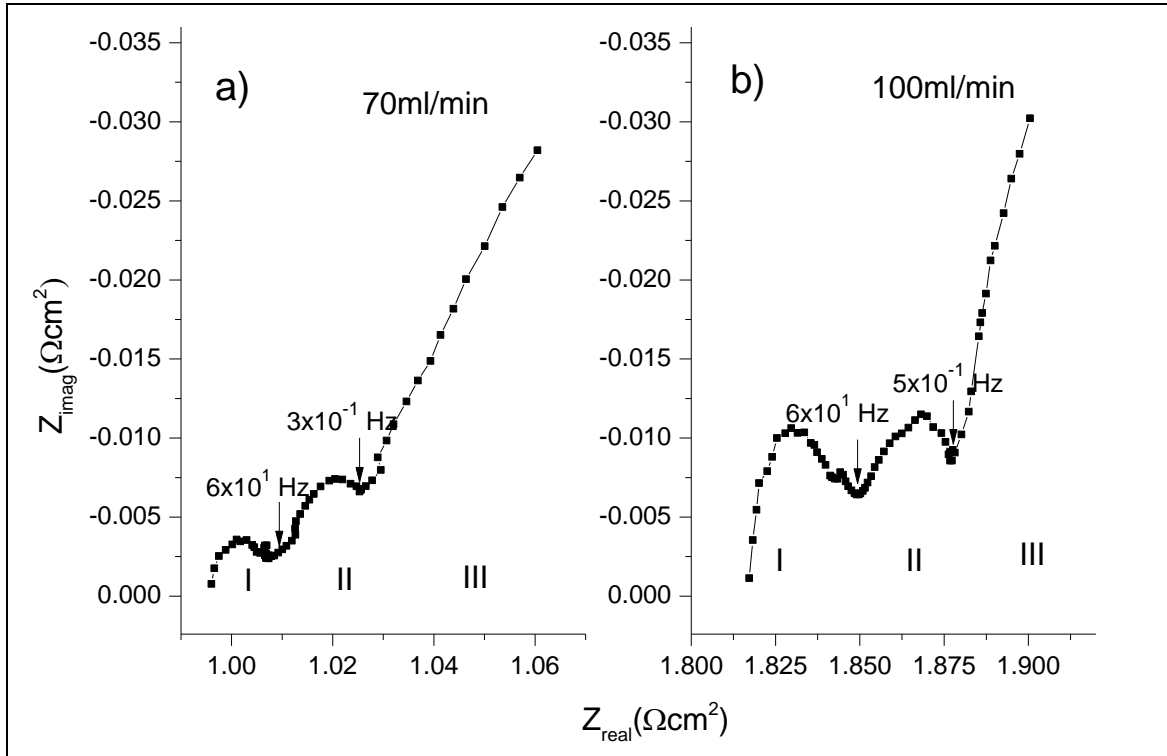 a)
70ml/min
-0.035
-0.030
-0.025
-0.020
-0.015
-0.010
-0.005
0.000
Z_imag(Ωcm²)
3x10⁻¹ Hz
6x10¹ Hz
I
II
III
1.00
1.02
1.04
1.06
b)
100ml/min
-0.035
-0.030
-0.025
-0.020
-0.015
-0.010
-0.005
0.000
5x10⁻¹ Hz
6x10¹ Hz
I
II
III
1.800
1.825
1.850
1.875
1.900
Z_real(Ωcm²)